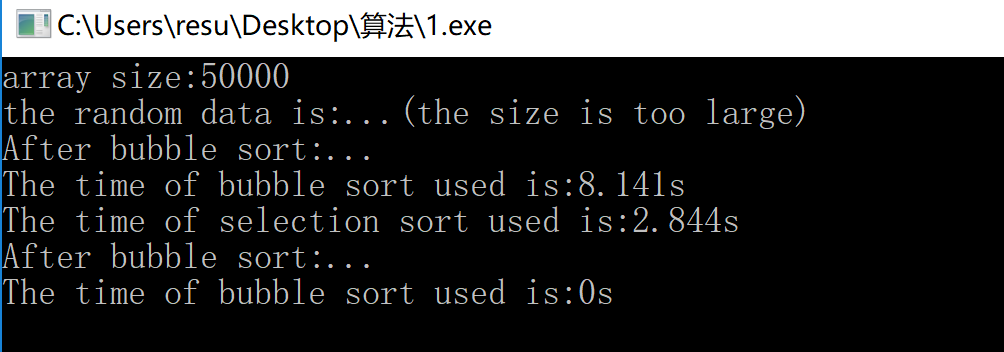 C:\Users\resu\Desktop\算法\1.exe
array size:50000
the random data is:...(the size is too large)
After bubble sort:...
The time of bubble sort used is:8.141s
The time of selection sort used is:2.844s
After bubble sort:...
The time of bubble sort used is:0s